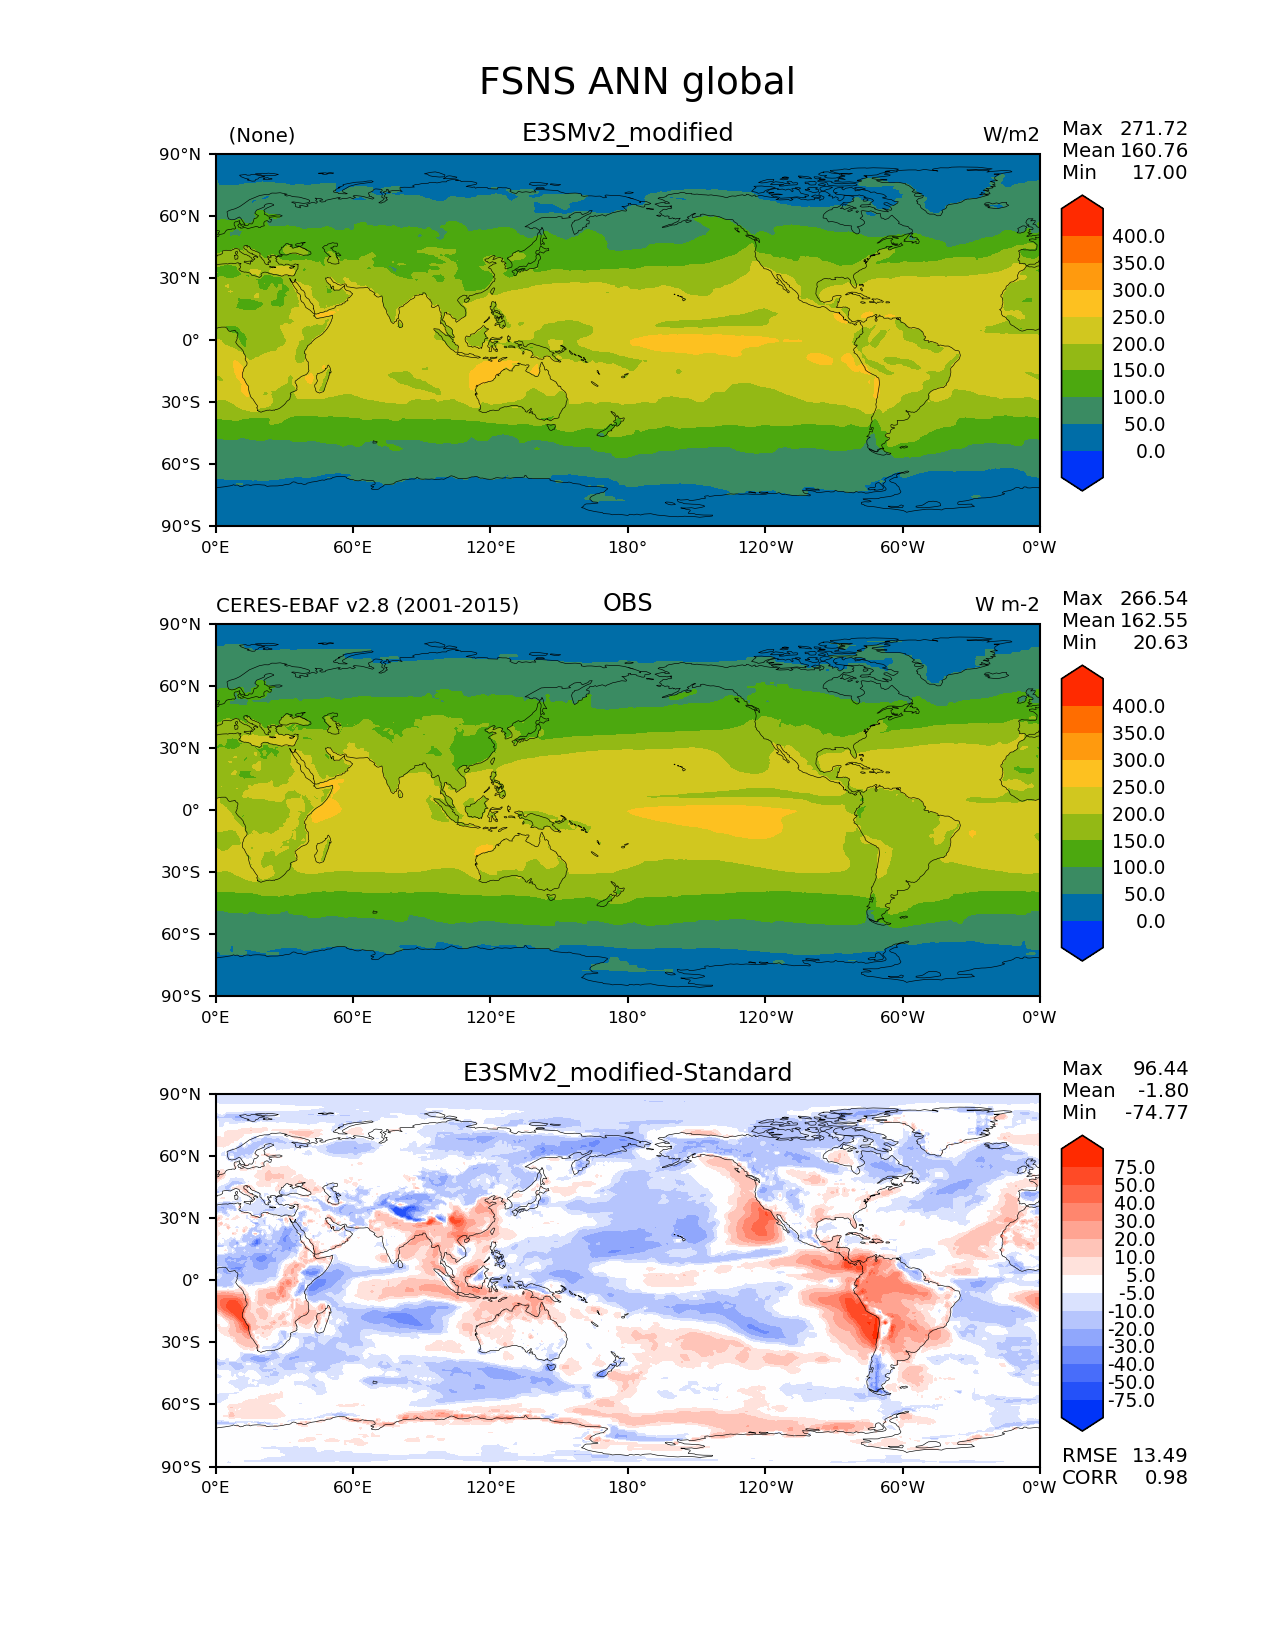 FSNS ANN global
(None) E3SMv2_modified W/m2
Max 271.72
Mean 160.76
Min 17.00
90°N
60°N
30°N
0°
30°S
60°S
90°S
0°E 60°E 120°E 180° 120°W 60°W 0°W
400.0
350.0
300.0
250.0
200.0
150.0
100.0
50.0
0.0
CERES-EBAF v2.8 (2001-2015) OBS W m-2
Max 266.54
Mean 162.55
Min 20.63
90°N
60°N
30°N
0°
30°S
60°S
90°S
0°E 60°E 120°E 180° 120°W 60°W 0°W
400.0
350.0
300.0
250.0
200.0
150.0
100.0
50.0
0.0
E3SMv2_modified-Standard
Max 96.44
Mean -1.80
Min -74.77
90°N
60°N
30°N
0°
30°S
60°S
90°S
0°E 60°E 120°E 180° 120°W 60°W 0°W
75.0
50.0
40.0
30.0
20.0
10.0
5.0
-5.0
-10.0
-20.0
-30.0
-40.0
-50.0
-75.0
RMSE 13.49
CORR 0.98